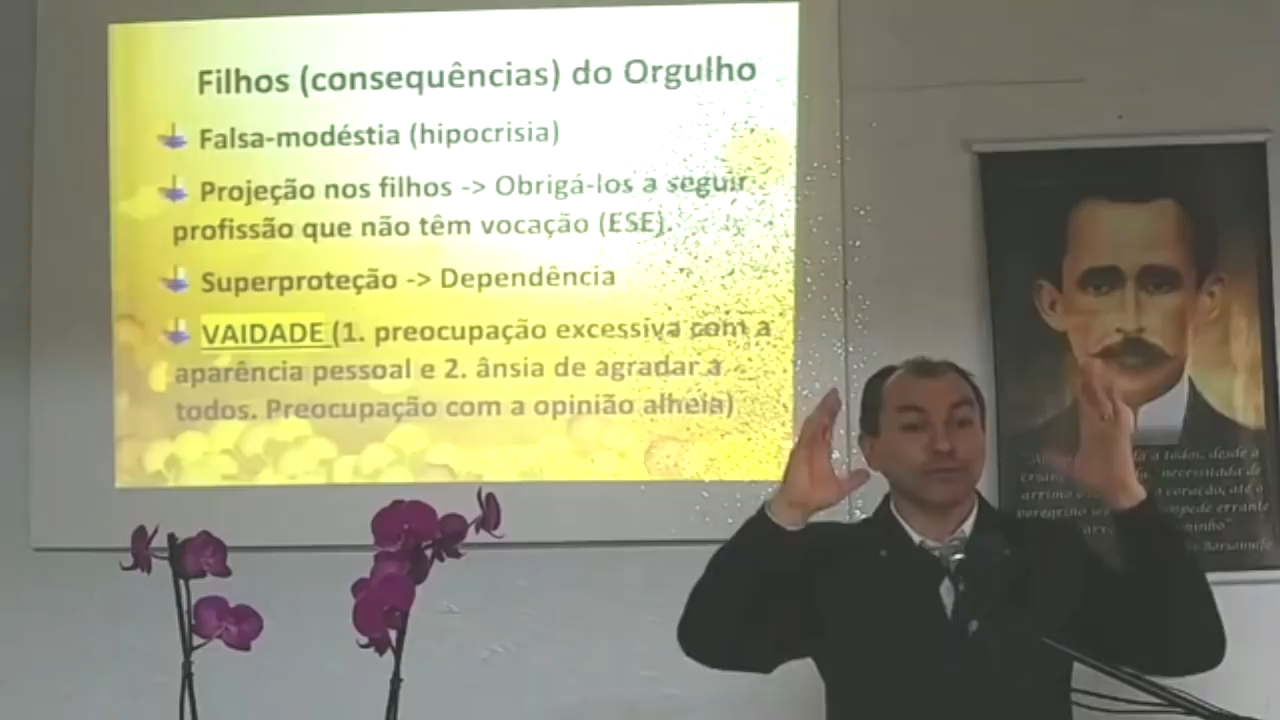 Filhos (consequências) do Orgulho
Falsa-modéstia (hipocrisia)
Projeção nos filhos -> Obrigá-los a seguir
profissão que não têm vocação (ESE).
Superproteção -> Dependência
VAIDADE (1. preocupação excessiva com a
aparência pessoal e 2. ânsia de agradar a
todos. Preocupação com a opinião alheia)
a todos, desde a
necessitada de
arrimo a coração, até o
peregrino errante
Barsanulfo